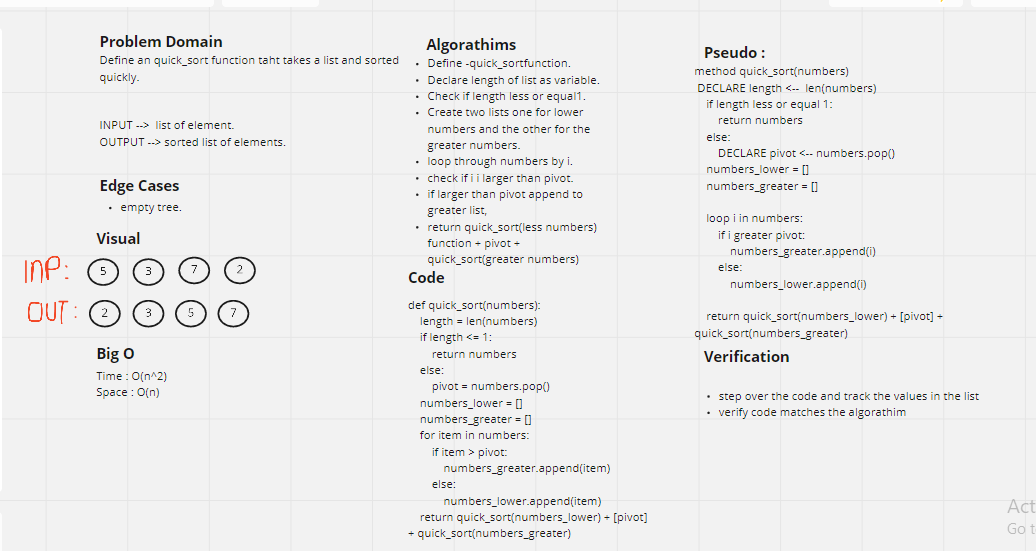 Problem Domain
Define an quick_sort function taht takes a list and sorted
quickly.
INPUT --> list of element.
OUTPUT --> sorted list of elements.
Edge Cases
• empty tree.
Visual
INP: 5 3 7 2
OUT: 2 3 5 7
Big O
Time : O(n^2)
Space : O(n)
Algorathims
• Define -quick_sortfunction.
• Declare length of list as variable.
• Check if length less or equal1.
• Create two lists one for lower
numbers and the other for the
greater numbers.
• loop through numbers by i.
• check if i i larger than pivot.
• if larger than pivot append to
greater list,
• return quick_sort(less numbers)
function + pivot +
quick_sort(greater numbers)
Code
def quick_sort(numbers):
length = len(numbers)
if length <= 1:
return numbers
else:
pivot = numbers.pop()
numbers_lower = []
numbers_greater = []
for item in numbers:
if item > pivot:
numbers_greater.append(item)
else:
numbers_lower.append(item)
return quick_sort(numbers_lower) + [pivot]
+ quick_sort(numbers_greater)
Pseudo :
method quick_sort(numbers)
DECLARE length <-- len(numbers)
if length less or equal 1:
return numbers
else:
DECLARE pivot <-- numbers.pop()
numbers_lower = []
numbers_greater = []
loop i in numbers:
if i greater pivot:
numbers_greater.append(i)
else:
numbers_lower.append(i)
return quick_sort(numbers_lower) + [pivot] +
quick_sort(numbers_greater)
Verification
• step over the code and track the values in the list
• verify code matches the algorathim
Act
Go t